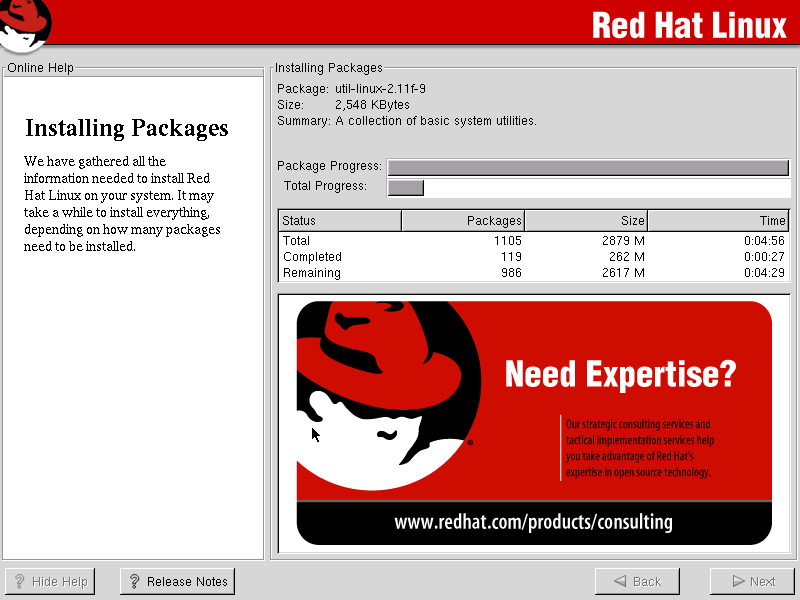 Red Hat Linux
Online Help
Installing Packages
We have gathered all the
information needed to install Red
Hat Linux on your system. It may
take a while to install everything,
depending on how many packages
need to be installed.
Installing Packages
Package: util-linux-2.11f-9
Size: 2,548 KBytes
Summary: A collection of basic system utilities.
Package Progress:
Total Progress:
Status Packages Size Time
Total 1105 2879 M 0:04:56
Completed 119 262 M 0:00:27
Remaining 986 2617 M 0:04:29
Need Expertise?
Our strategic consulting services and
tactical implementation services help
you take advantage of Red Hat's
expertise in open source technology.
®
www.redhat.com/products/consulting
? Hide Help
? Release Notes
Back
Next